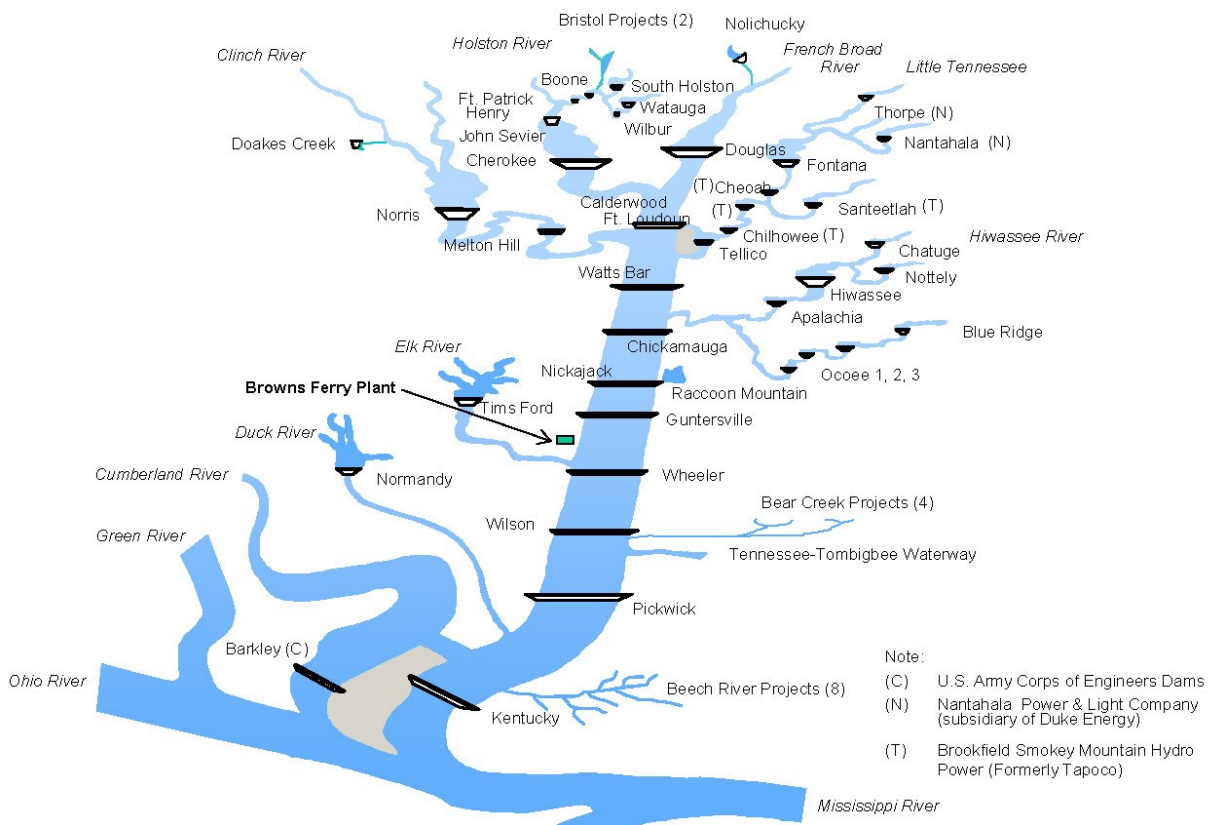 Bristol Projects (2)
Nolichucky
Holston River
Clinch River
French Broad
River
Little Tennessee
Boone
South Holston
Ft. Patrick
Henry
Watauga
Wilbur
Thorpe (N)
John Sevier
Doakes Creek
Nantahala (N)
Cherokee
Douglas
Fontana
(T) Cheoah
Calderwood
(T)
Santeetlah (T)
Norris
Ft. Loudoun
Melton Hill
Chilhowee (T)
Hiwassee River
Tellico
Chatuge
Watts Bar
Nottely
Hiwassee
Apalachia
Blue Ridge
Chickamauga
Elk River
Ocoee 1, 2, 3
Nickajack
Browns Ferry Plant
Raccoon Mountain
Tims Ford
Guntersville
Duck River
Cumberland River
Normandy
Wheeler
Bear Creek Projects (4)
Wilson
Green River
Tennessee-Tombigbee Waterway
Pickwick
Barkley (C)
Ohio River
Beech River Projects (8)
Kentucky
Note:
(C) U.S. Army Corps of Engineers Dams
(N) Nantahala Power & Light Company
(subsidiary of Duke Energy)
(T) Brookfield Smokey Mountain Hydro
Power (Formerly Tapoco)
Mississippi River